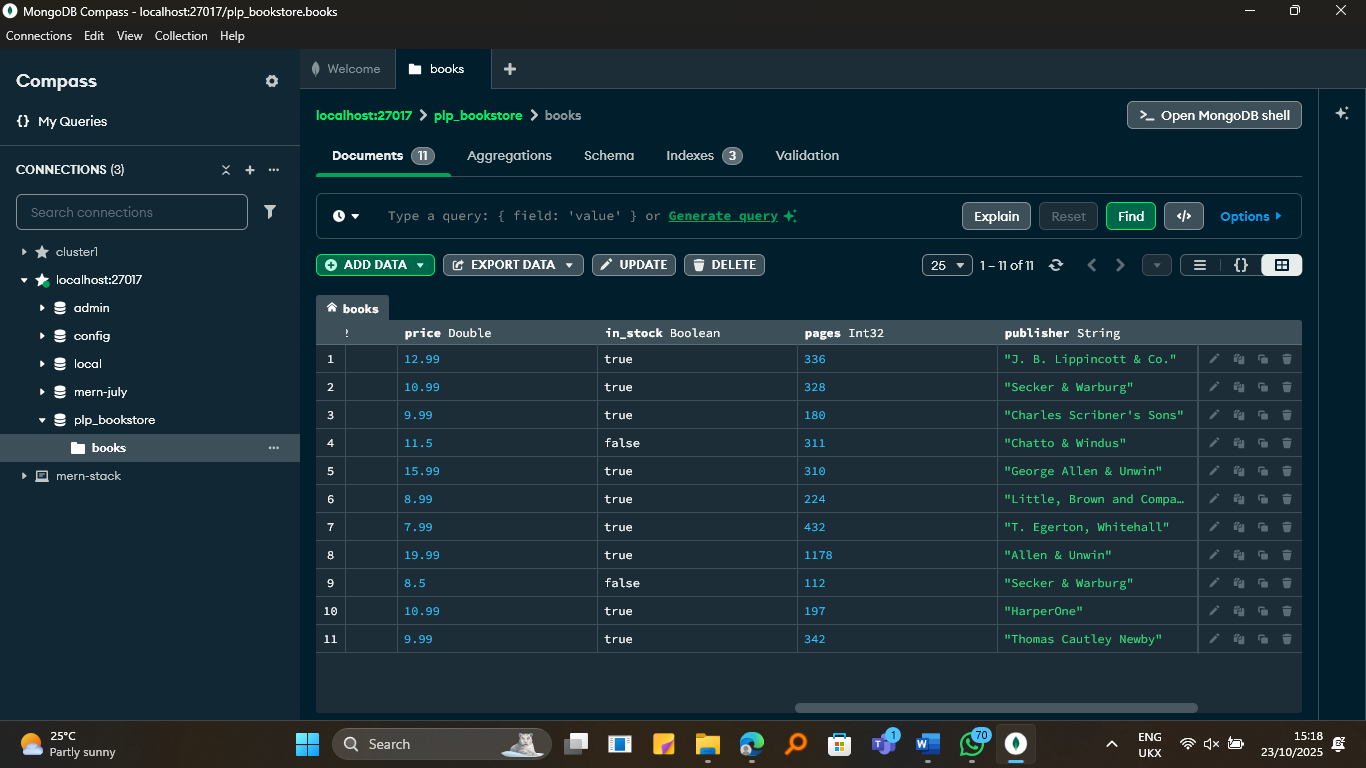 MongoDB Compass - localhost:27017/plp_bookstore.books
Connections Edit View Collection Help
Compass
{} My Queries
CONNECTIONS (3)
Search connections
cluster1
localhost:27017
admin
config
local
mern-july
plp_bookstore
books
mern-stack
Welcome
books
localhost:27017 > plp_bookstore > books
>_ Open MongoDB shell
Documents 11 Aggregations Schema Indexes 3 Validation
Type a query: { field: 'value' } or Generate query
Explain Reset Find </> Options
ADD DATA EXPORT DATA UPDATE DELETE
25 1 – 11 of 11 {}
books
price Double in_stock Boolean pages Int32 publisher String
1 12.99 true 336 "J. B. Lippincott & Co."
2 10.99 true 328 "Secker & Warburg"
3 9.99 true 180 "Charles Scribner's Sons"
4 11.5 false 311 "Chatto & Windus"
5 15.99 true 310 "George Allen & Unwin"
6 8.99 true 224 "Little, Brown and Compa…
7 7.99 true 432 "T. Egerton, Whitehall"
8 19.99 true 1178 "Allen & Unwin"
9 8.5 false 112 "Secker & Warburg"
10 10.99 true 197 "HarperOne"
11 9.99 true 342 "Thomas Cautley Newby"
25°C
Partly sunny
Search
1
70
ENG
UKX
15:18
23/10/2025